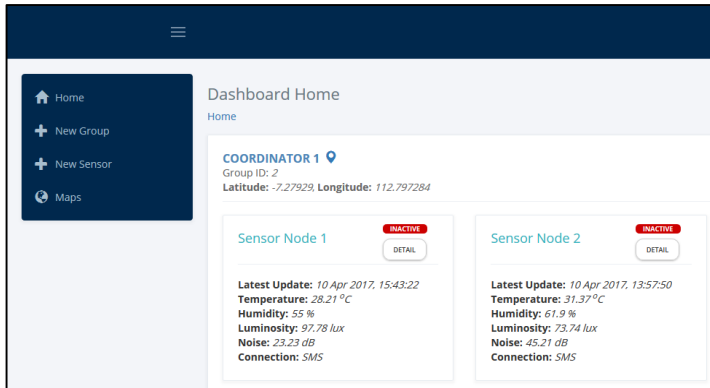 Home
New Group
New Sensor
Maps
Dashboard Home
Home
COORDINATOR 1
Group ID: 2
Latitude: -7.27929, Longitude: 112.797284
Sensor Node 1
INACTIVE
DETAIL
Latest Update: 10 Apr 2017, 15:43:22
Temperature: 28.21 °C
Humidity: 55 %
Luminosity: 97.78 lux
Noise: 23.23 dB
Connection: SMS
Sensor Node 2
INACTIVE
DETAIL
Latest Update: 10 Apr 2017, 13:57:50
Temperature: 31.37 °C
Humidity: 61.9 %
Luminosity: 73.74 lux
Noise: 45.21 dB
Connection: SMS